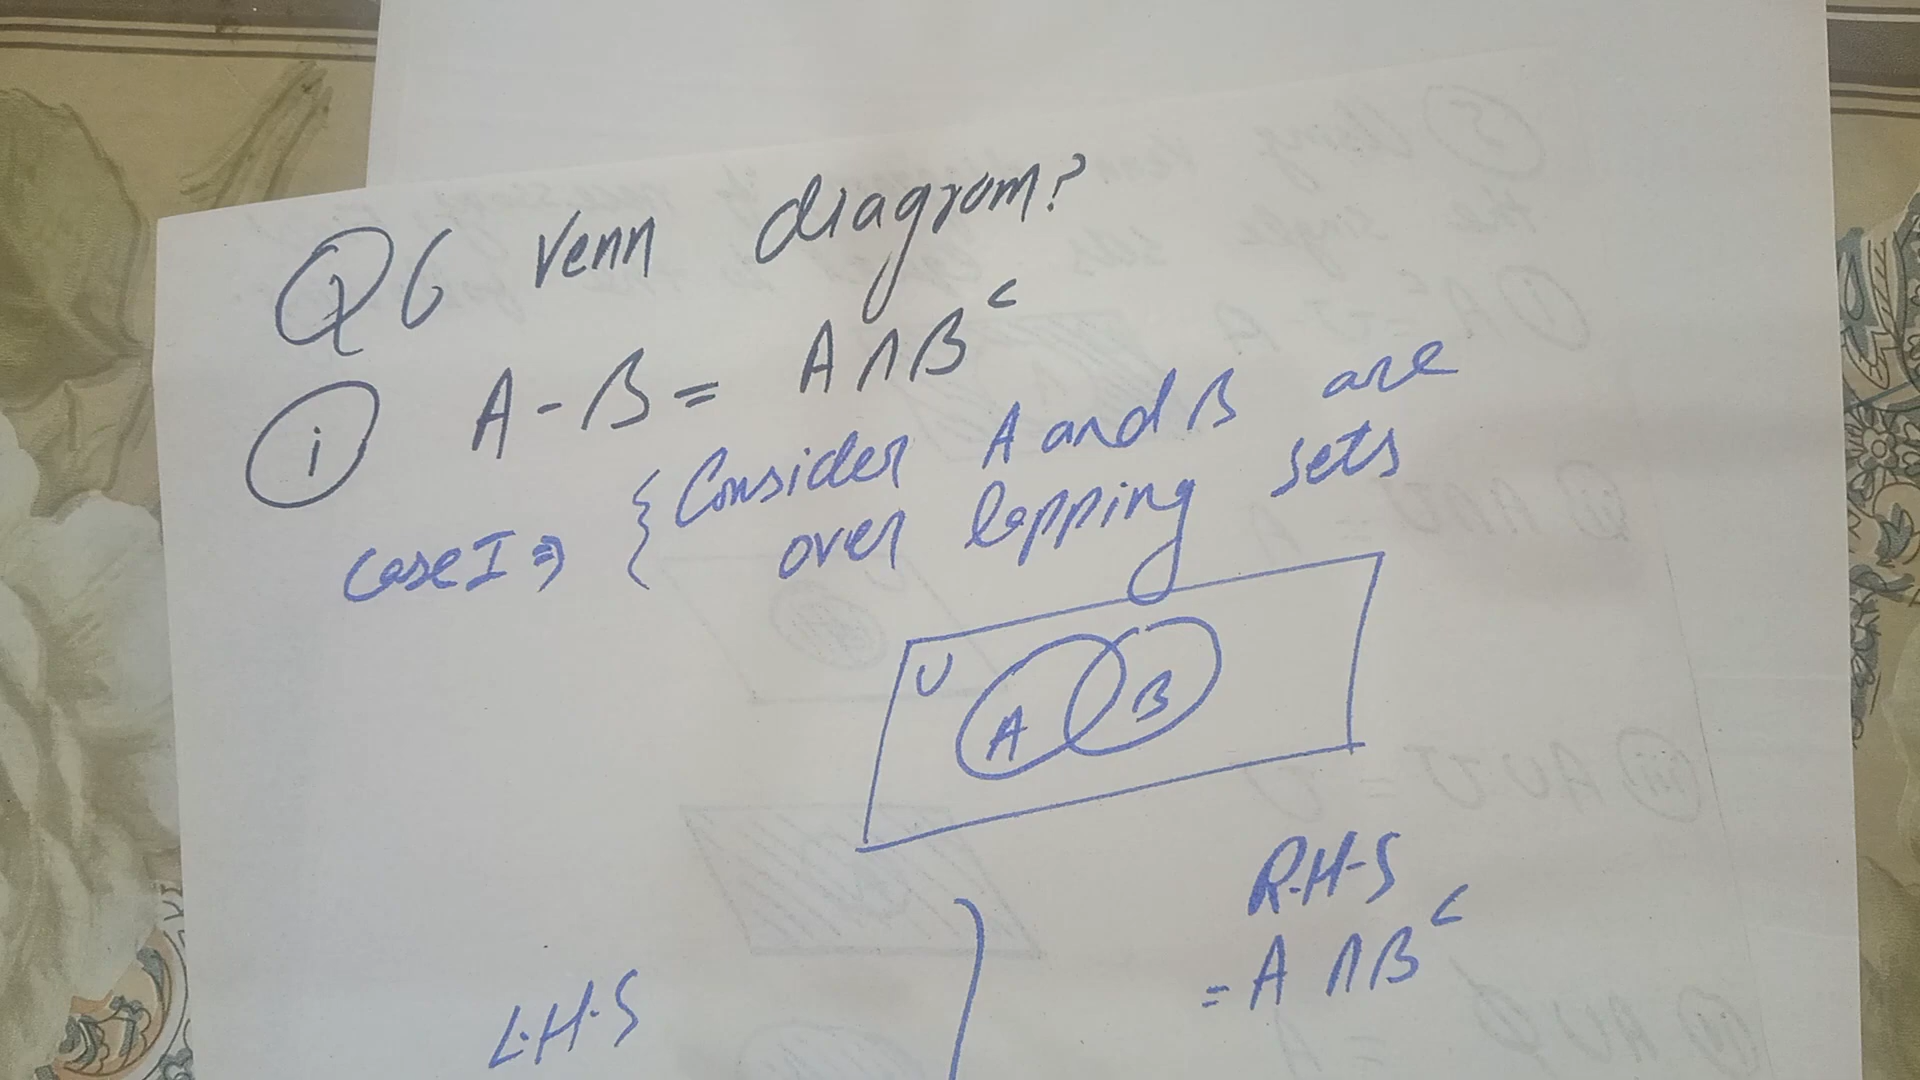 Q6 Venn diagram?
i A - B = A ∩ B^c
Case I ⇒ { Consider A and B are
over lapping sets
U
A B
L.H.S
R.H.S
= A ∩ B^c